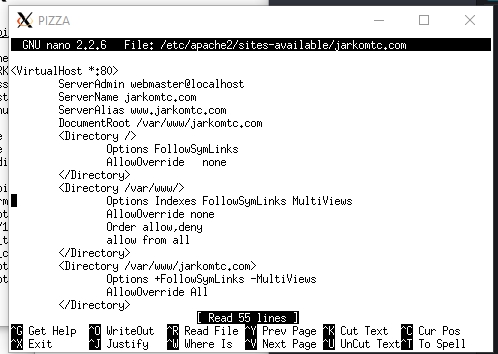 PIZZA
GNU nano 2.2.6 File: /etc/apache2/sites-available/jarkomtc.com
<VirtualHost *:80>
ServerAdmin webmaster@localhost
ServerName jarkomtc.com
ServerAlias www.jarkomtc.com
DocumentRoot /var/www/jarkomtc.com
<Directory />
Options FollowSymLinks
AllowOverride none
</Directory>
<Directory /var/www/>
Options Indexes FollowSymLinks MultiViews
AllowOverride none
Order allow,deny
allow from all
</Directory>
<Directory /var/www/jarkomtc.com>
Options +FollowSymLinks -MultiViews
AllowOverride All
</Directory>
[ Read 55 lines ]
^G Get Help ^O WriteOut ^R Read File ^Y Prev Page ^K Cut Text ^C Cur Pos
^X Exit ^J Justify ^W Where Is ^V Next Page ^U UnCut Text ^T To Spell